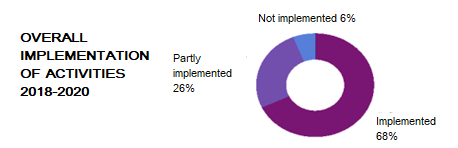 OVERALL
IMPLEMENTATION
OF ACTIVITIES
2018-2020
Not implemented 6%
Partly
implemented
26%
Implemented
68%